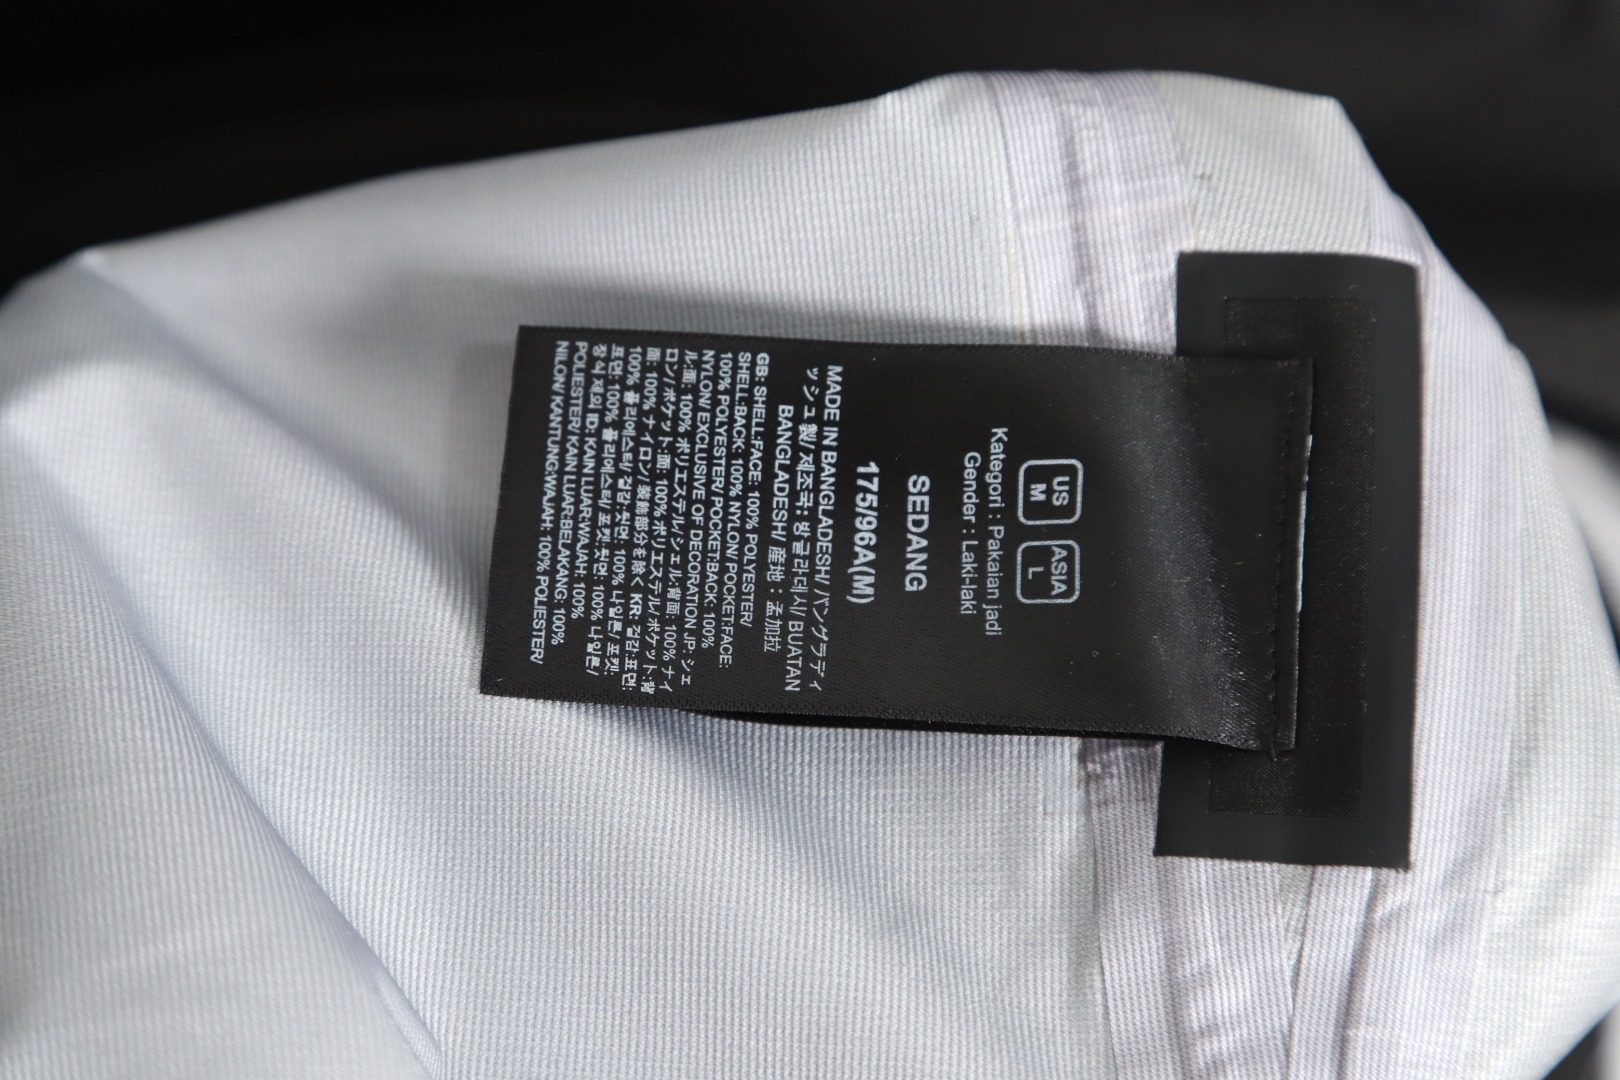 US
M
ASIA
L
Kategori : Pakaian jadi
Gender : Laki-laki
SEDANG
175/96A(M)
MADE IN BANGLADESH/ バングラディ
ッシュ製/ 제조국: 방글라데시/ BUATAN
BANGLADESH/ 産地：孟加拉
GB: SHELL:FACE: 100% POLYESTER/
SHELL:BACK: 100% NYLON/ POCKET:FACE:
100% POLYESTER/ POCKET:BACK: 100%
NYLON/ EXCLUSIVE OF DECORATION JP: シェ
ル:面: 100% ポリエステル/ シェル:背面: 100% ナイ
ロン/ ポケット:面: 100% ポリエステル/ ポケット:背
面: 100% ナイロン/ 装飾部分を除く KR: 겉감:표면:
100% 폴리에스터/ 겉감:뒷면: 100% 나일론/ 포켓:
표면: 100% 폴리에스터/ 포켓:뒷면: 100% 나일론/
장식 제외 ID: KAIN LUAR:WAJAH: 100%
POLIESTER/ KAIN LUAR:BELAKANG: 100%
NILON/ KANTUNG:WAJAH: 100% POLIESTER/